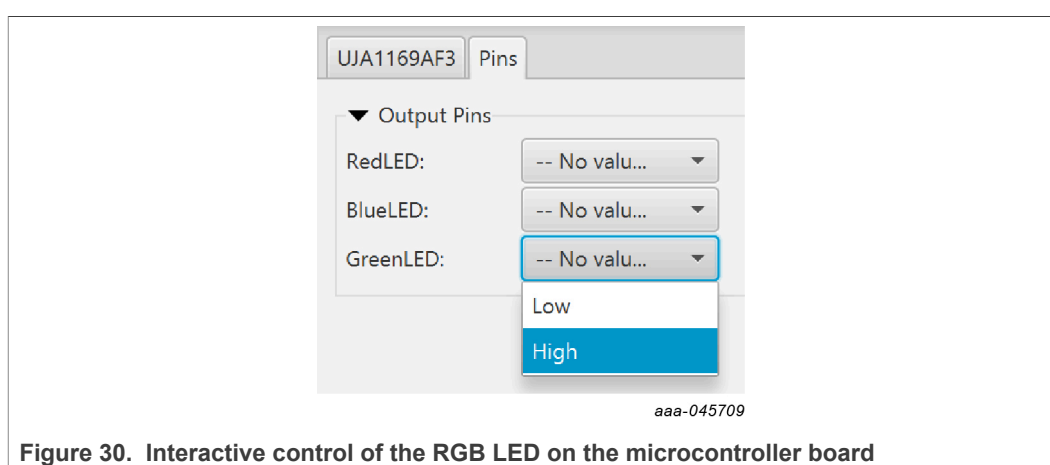 UJA1169AF3 Pins
Output Pins
RedLED: -- No valu...
BlueLED: -- No valu...
GreenLED: -- No valu...
Low
High
aaa-045709
Figure 30. Interactive control of the RGB LED on the microcontroller board